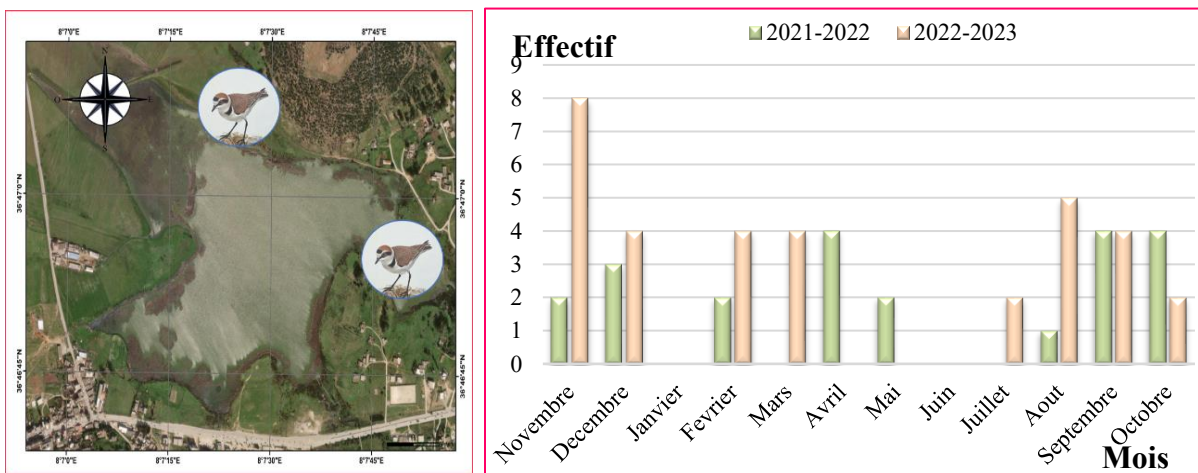 8°7'0"E 8°7'15"E 8°7'30"E 8°7'45"E
N
O
36°47'0"N
36°47'0"N
36°46'45"N
36°46'45"N
8°7'0"E 8°7'15"E 8°7'30"E 8°7'45"E
Effectif
2021-2022 2022-2023
9
8
7
6
5
4
3
2
1
0
Novembre
Decembre
Janvier
Fevrier
Mars
Avril
Mai
Juin
Juillet
Aout
Septembre
Octobre
Mois